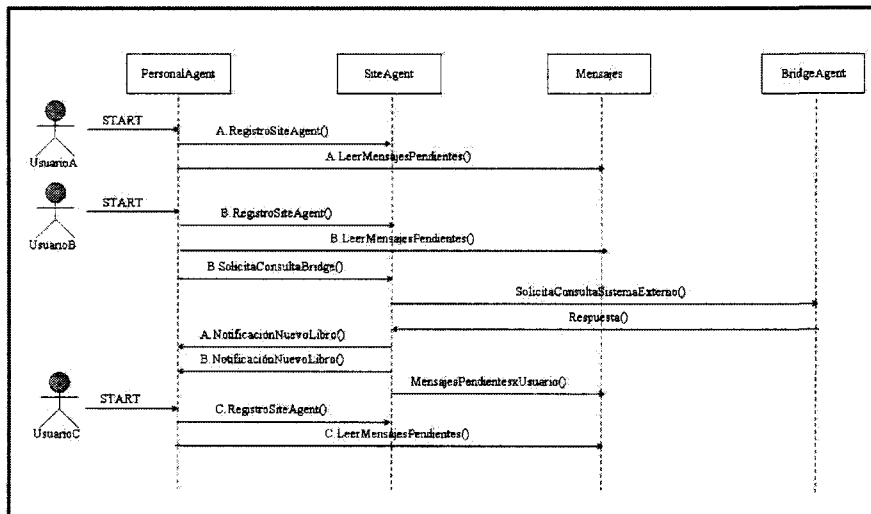 PersonalAgent SiteAgent Mensajes BridgeAgent
START
A.RegistroSiteAgent()
UsuarioA
A.LeerMensajesPendientes()
START
B.RegistroSiteAgent()
UsuarioB
B.LeerMensajesPendientes()
B.SolicitaConsultaBridge()
SolicitaConsultaSistemaExterno()
Respuesta()
A.NotificaciónNuevoLibro()
B.NotificaciónNuevoLibro()
MensajesPendientesxUsuario()
START
C.RegistroSiteAgent()
UsuarioC
C.LeerMensajesPendientes()